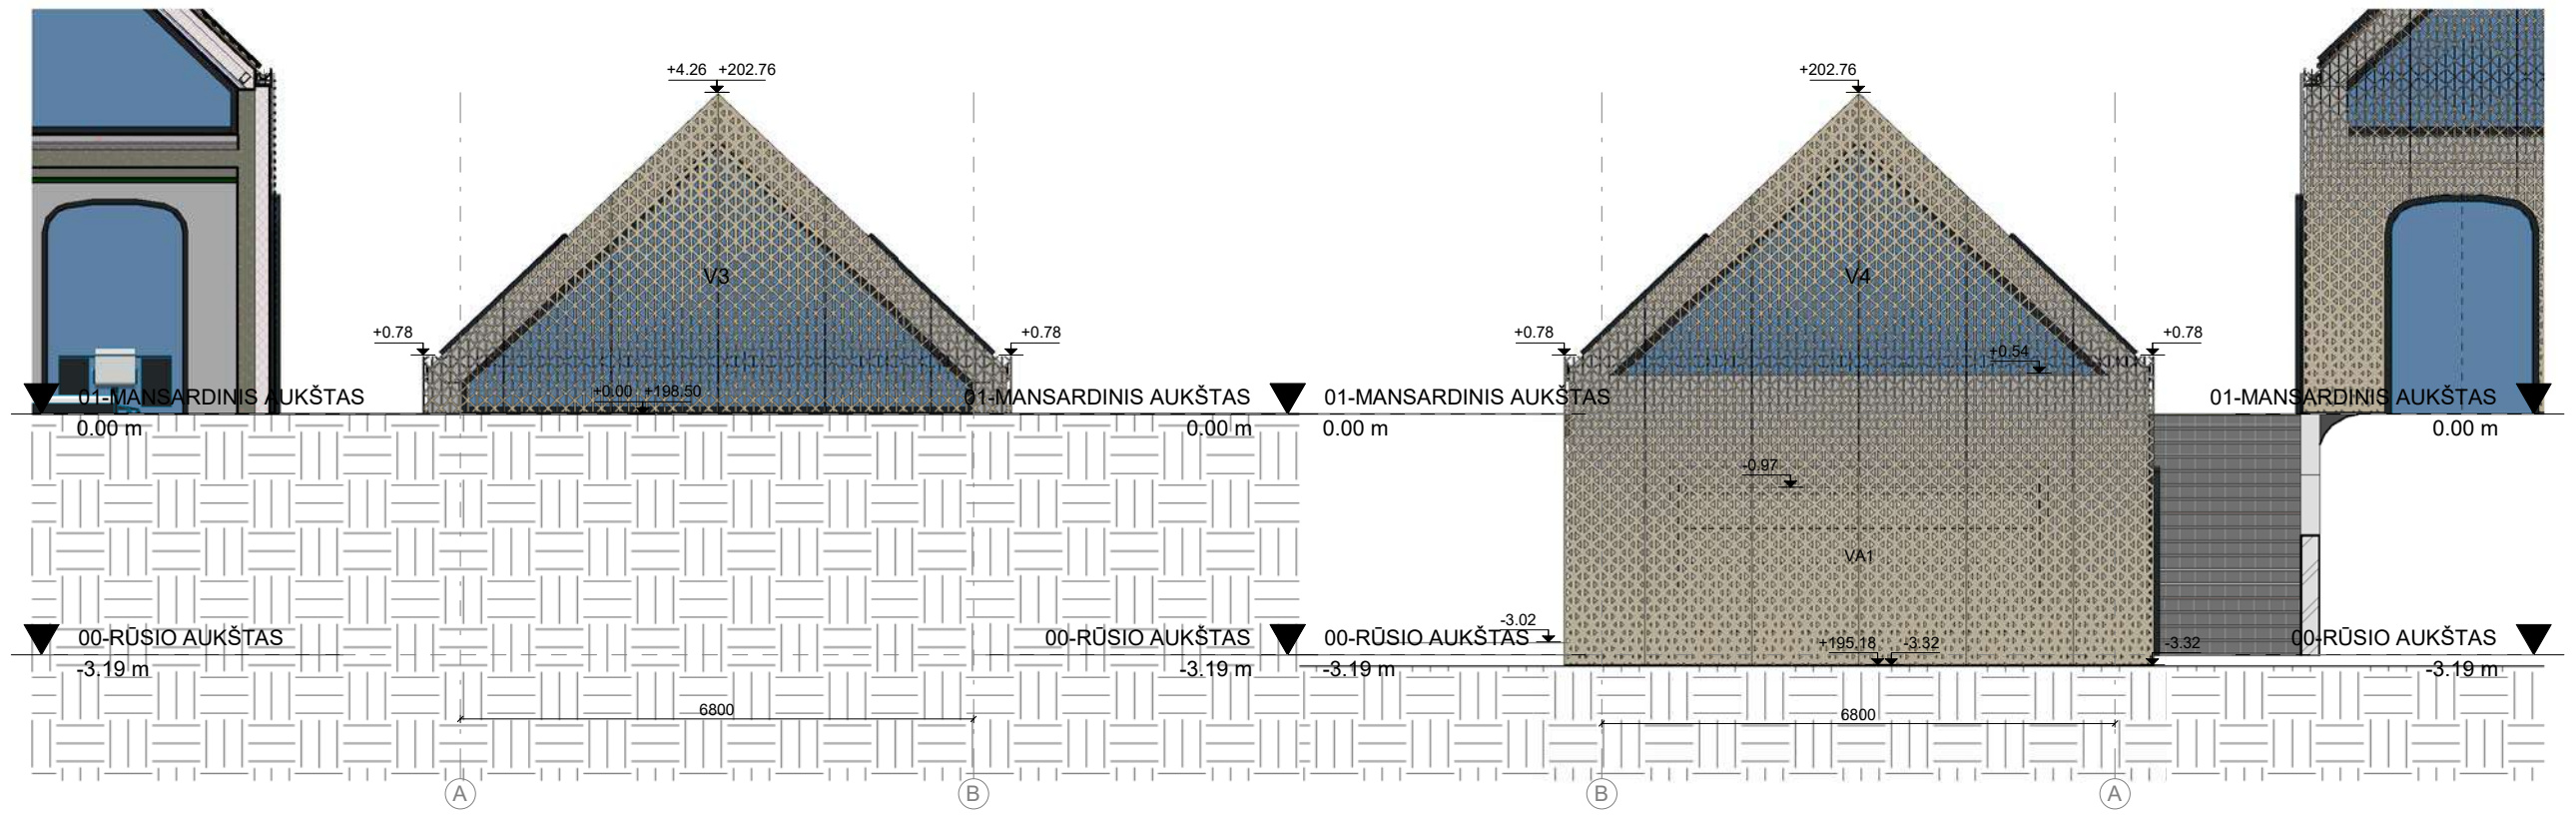 +4.26 +202.76
+202.76
V3
V4
+0.78
+0.78
+0.78
+0.78
+0.54
+0.00 +198.50
01-MANSARDINIS AUKŠTAS
0.00 m
01-MANSARDINIS AUKŠTAS
0.00 m
01-MANSARDINIS AUKŠTAS
0.00 m
01-MANSARDINIS AUKŠTAS
0.00 m
-0.97
VA1
-3.02
00-RŪSIO AUKŠTAS
-3.19 m
00-RŪSIO AUKŠTAS
-3.19 m
00-RŪSIO AUKŠTAS
-3.19 m
+195.18 -3.32
-3.32
00-RŪSIO AUKŠTAS
-3.19 m
6800
6800
A
B
B
A